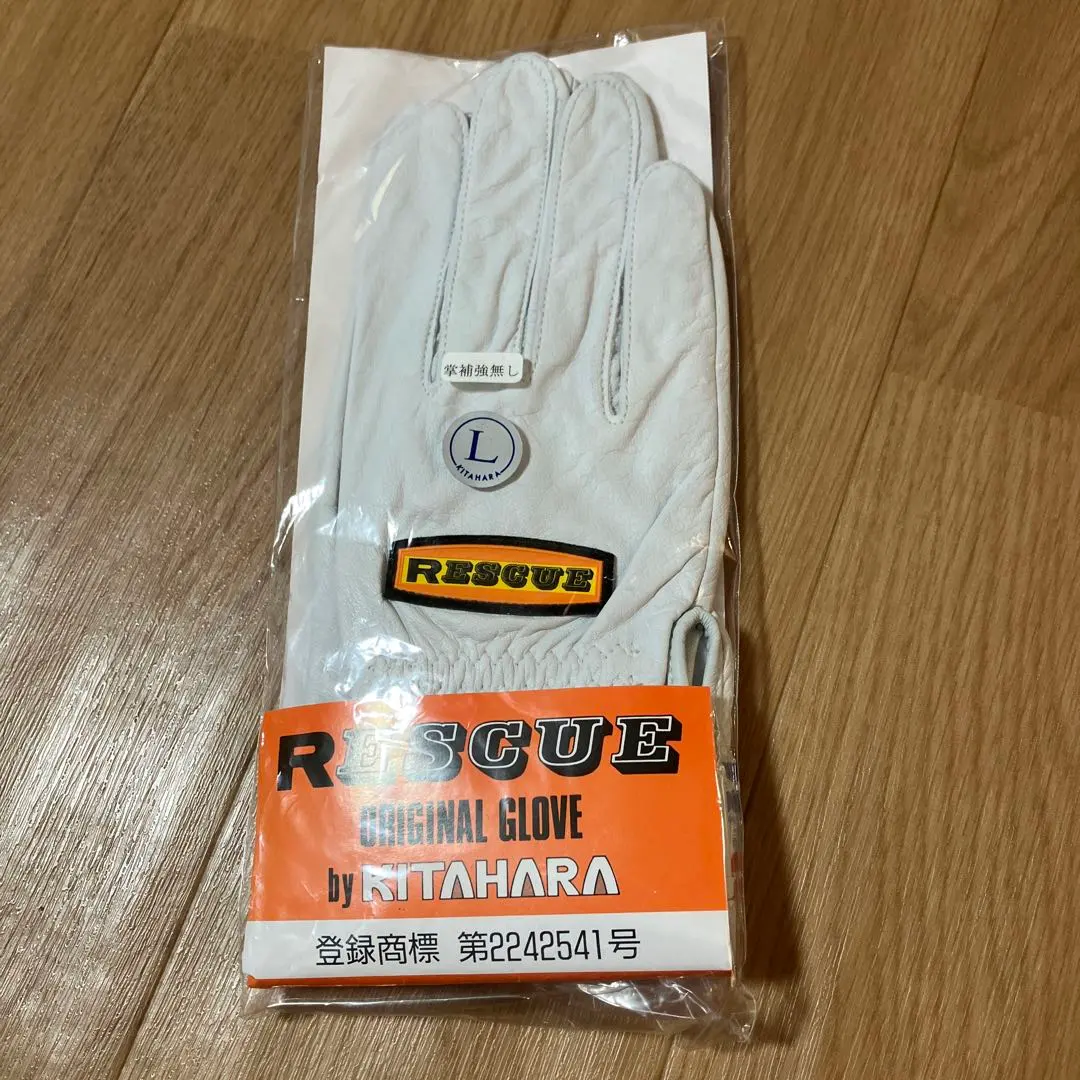 掌補強無し
L
KITAHARA
RESCUE
RESCUE
ORIGINAL GLOVE
by KITAHARA
登録商標 第2242541号